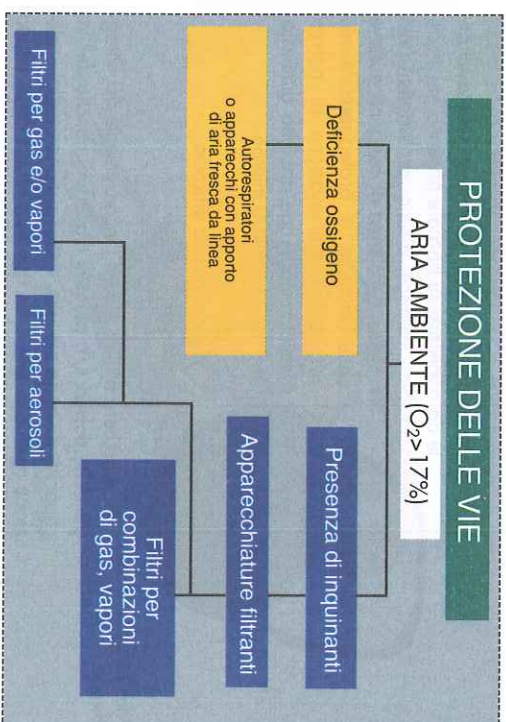 PROTEZIONE DELLE VIE
ARIA AMBIENTE (O₂>17%)
Deficienza ossigeno
Presenza di inquinanti
Autorespiratori
o apparecchi con apporto
di aria fresca da linea
Apparecchiature filtranti
Filtri per
combinazioni
di gas, vapori
Filtri per gas e/o vapori
Filtri per aerosoli